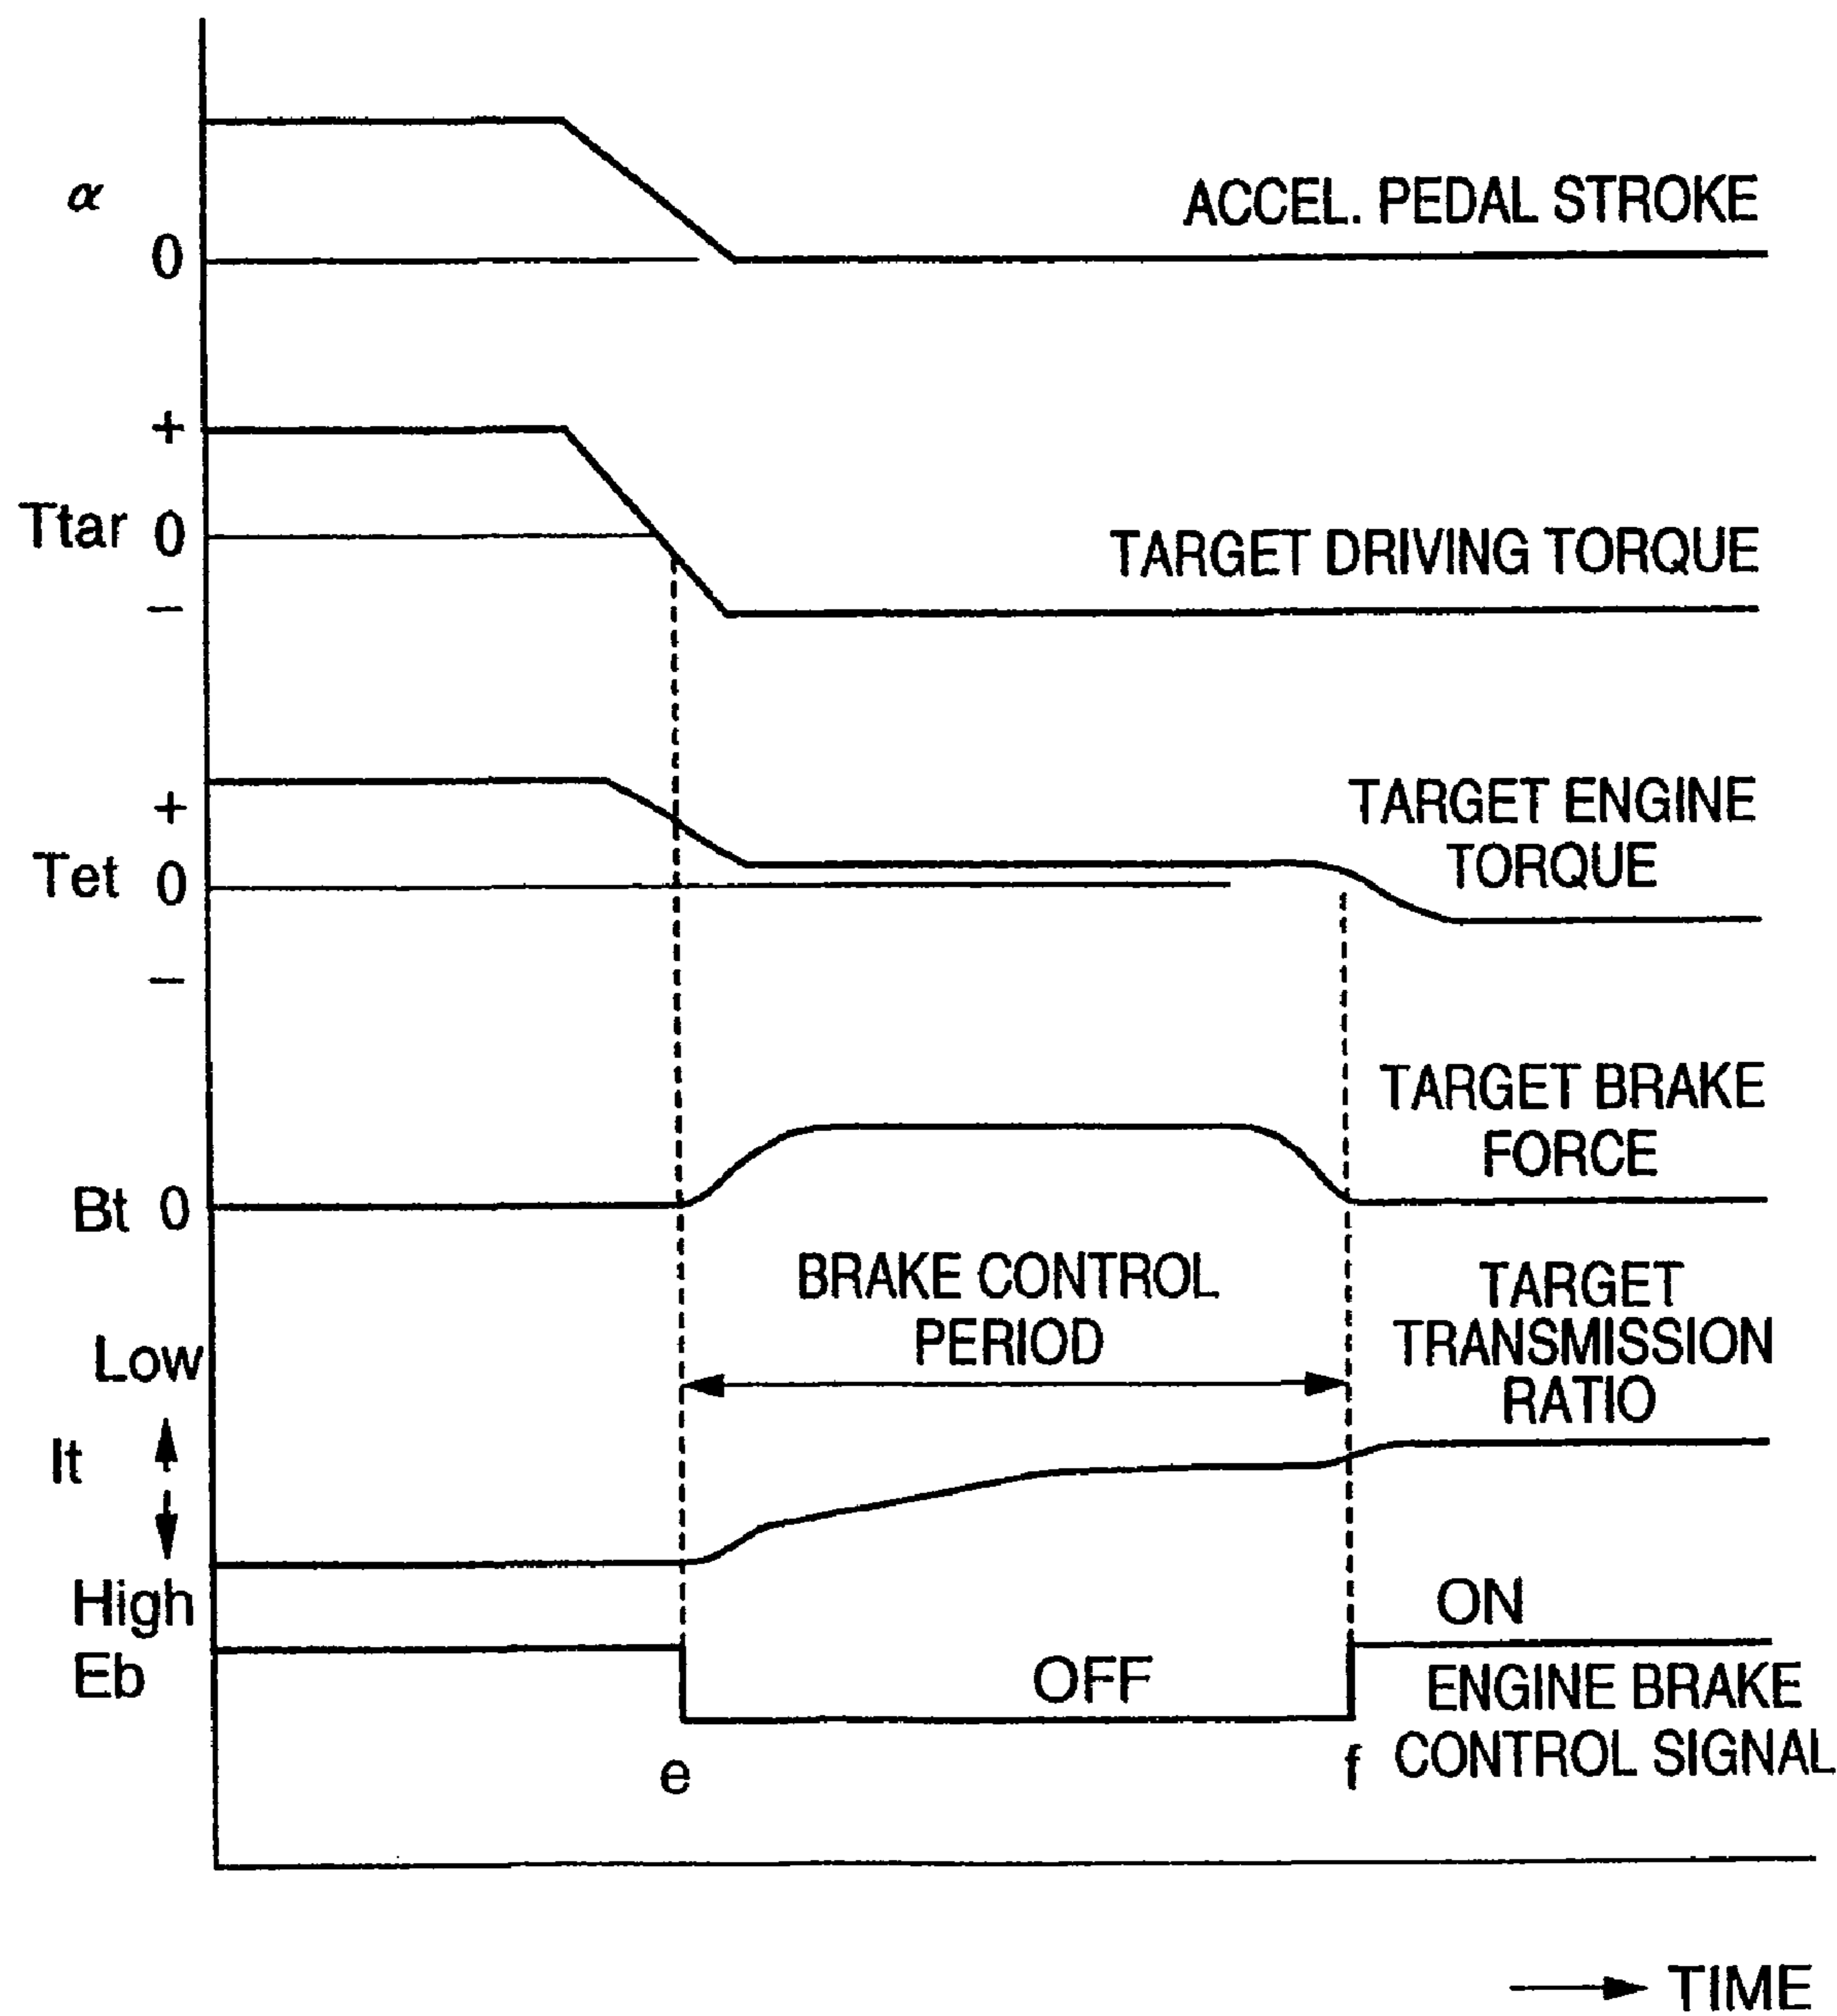 α
0
ACCEL. PEDAL STROKE
+
Ttar 0
−
TARGET DRIVING TORQUE
+
Tet 0
−
TARGET ENGINE
TORQUE
TARGET BRAKE
FORCE
Bt 0
BRAKE CONTROL
PERIOD
TARGET
TRANSMISSION
RATIO
Low
It
High
ON
Eb
OFF
ENGINE BRAKE
CONTROL SIGNAL
e
f
TIME